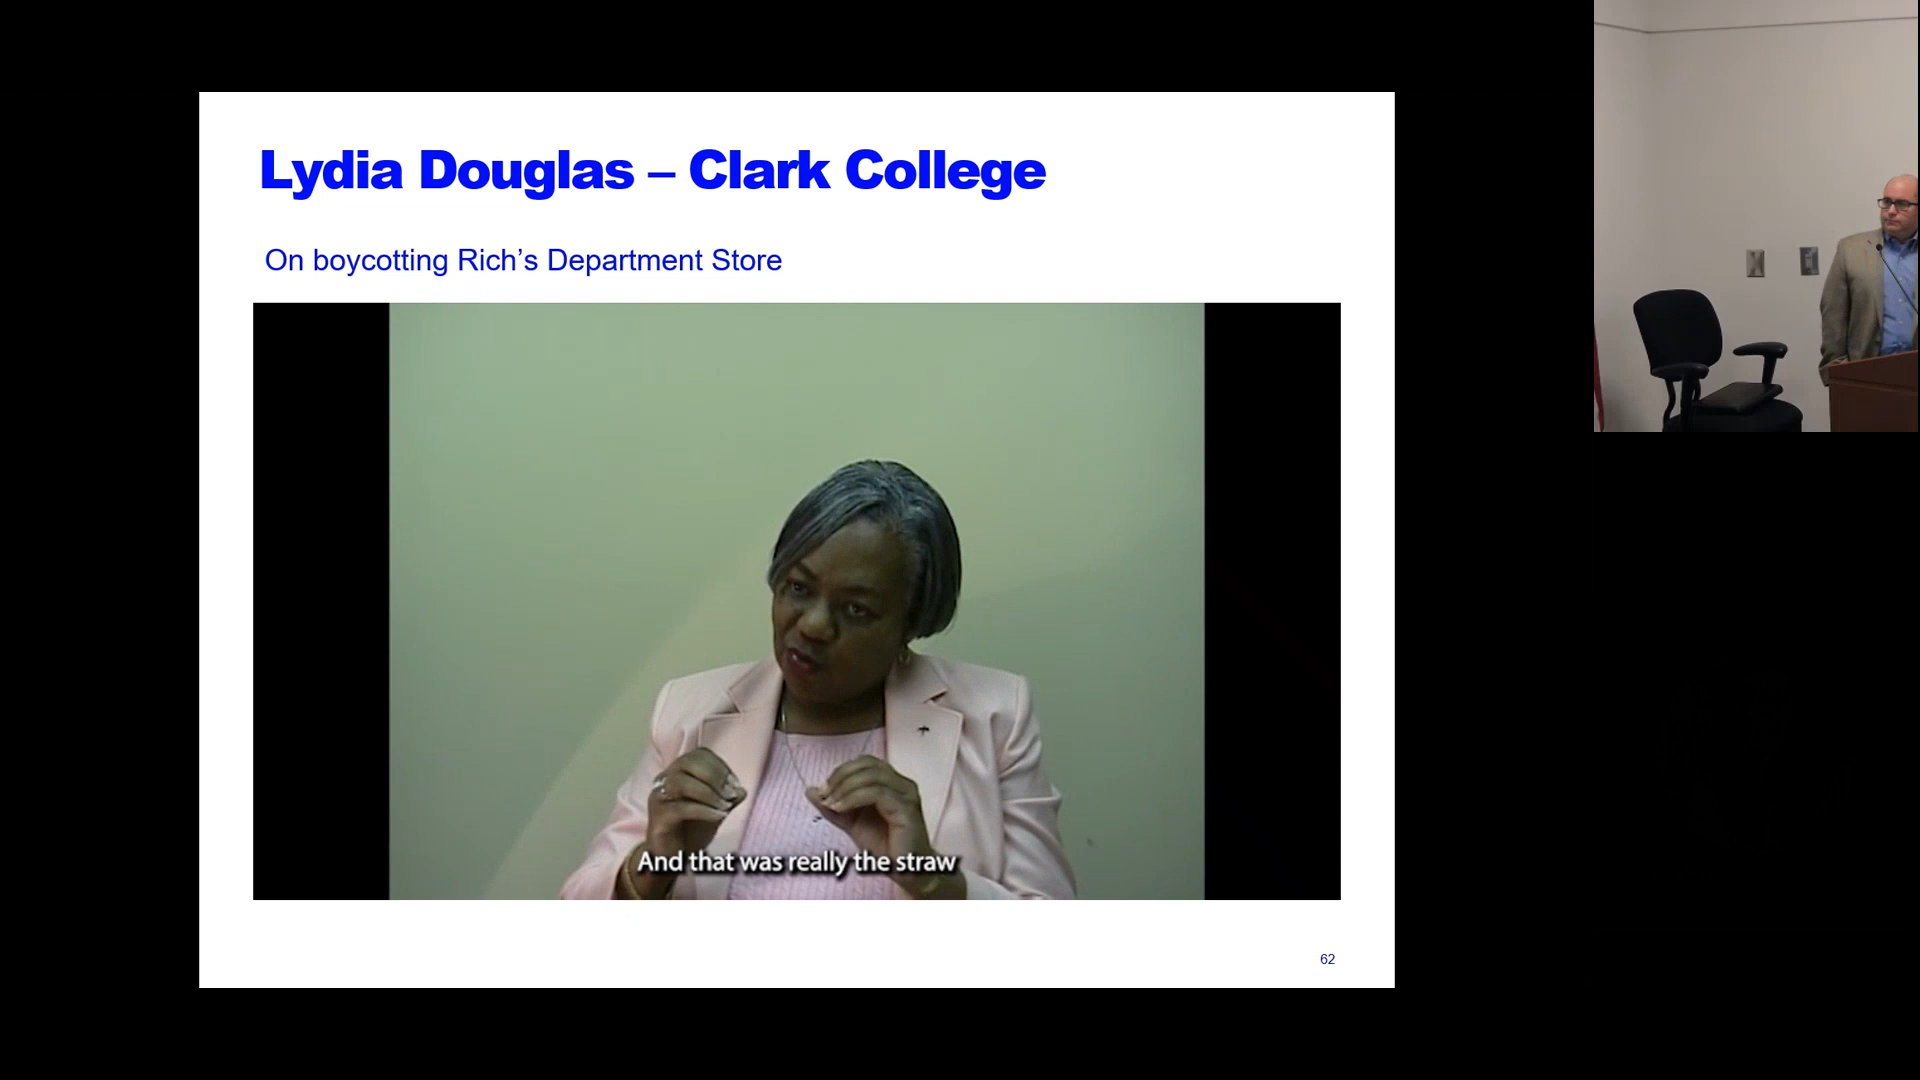 Lydia Douglas – Clark College
On boycotting Rich’s Department Store
And that was really the straw
62